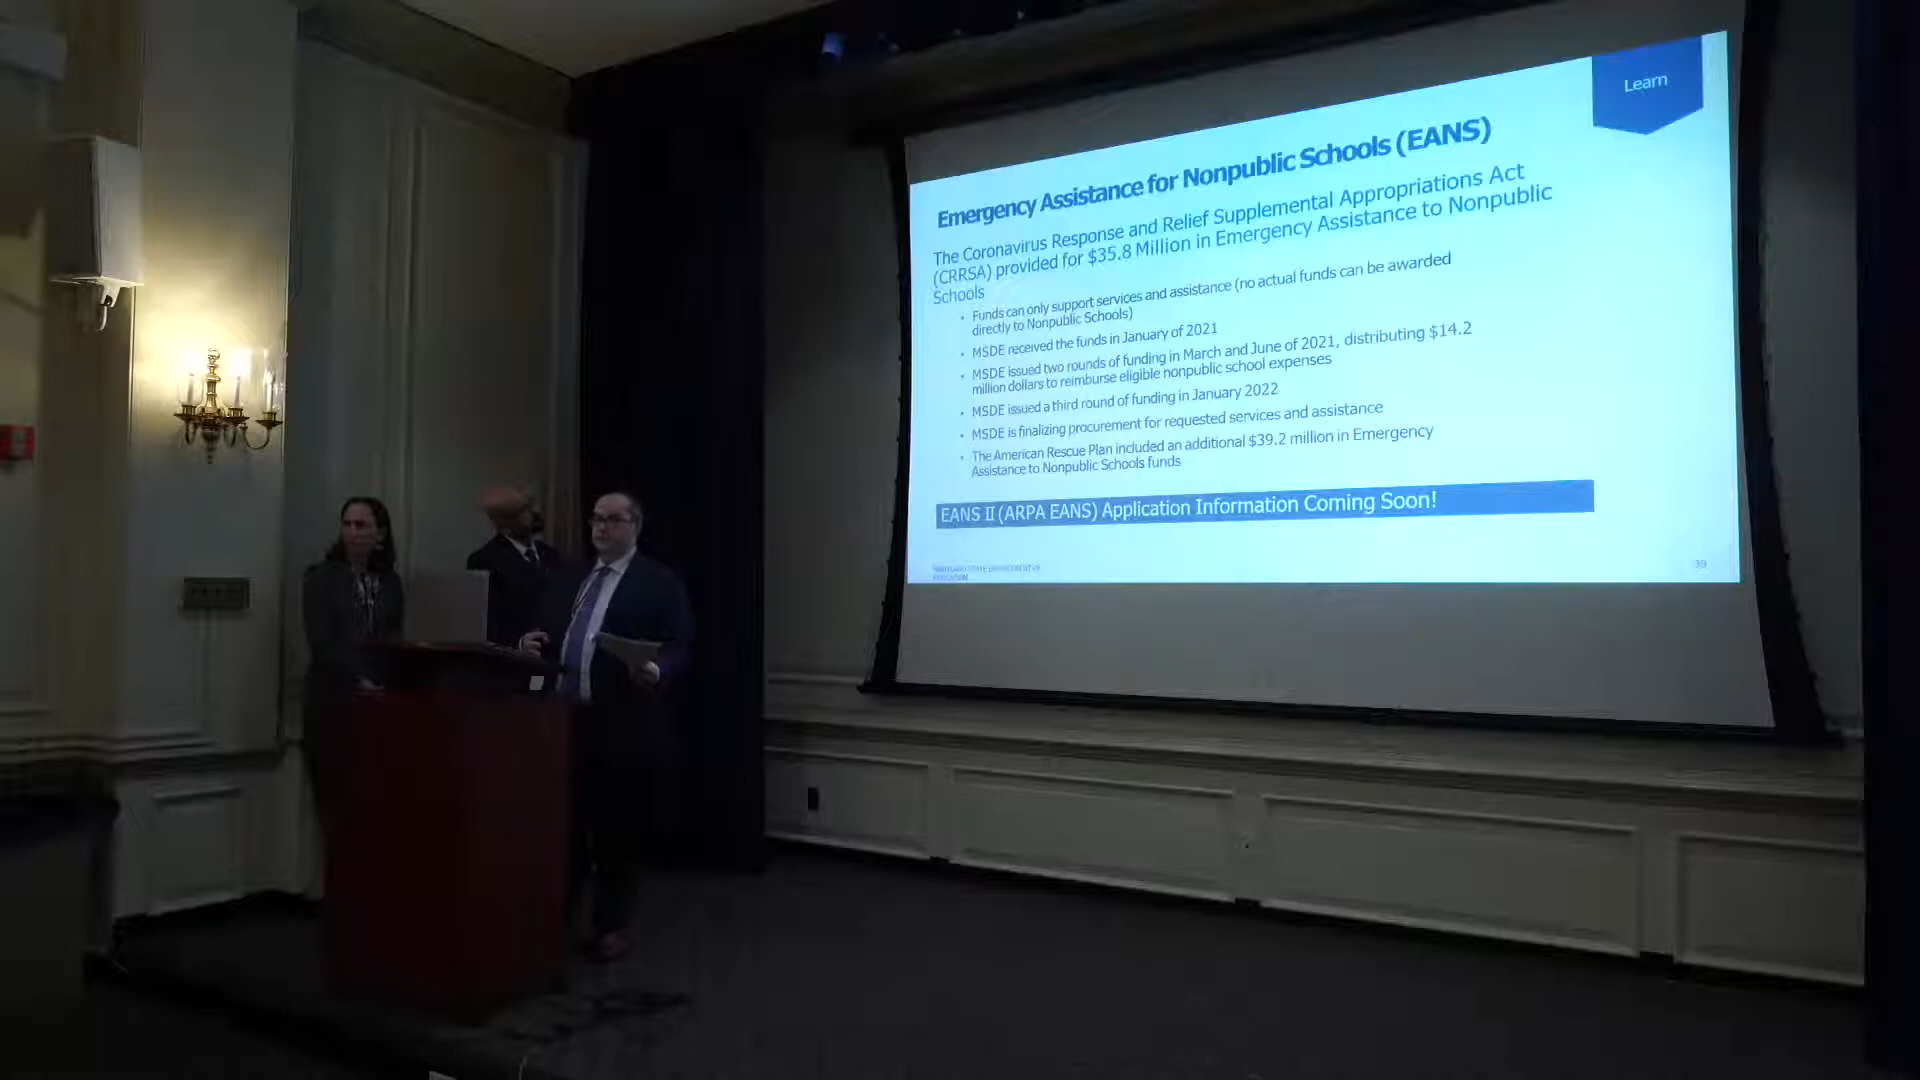 Learn
Emergency Assistance for Nonpublic Schools (EANS)
The Coronavirus Response and Relief Supplemental Appropriations Act
(CRRSA) provided for $35.8 Million in Emergency Assistance to Nonpublic
Schools
• Funds can only support services and assistance (no actual funds can be awarded
directly to Nonpublic Schools)
• MSDE received the funds in January of 2021
• MSDE issued two rounds of funding in March and June of 2021, distributing $14.2
million dollars to reimburse eligible nonpublic school expenses
• MSDE issued a third round of funding in January 2022
• MSDE is finalizing procurement for requested services and assistance
• The American Rescue Plan included an additional $39.2 million in Emergency
Assistance to Nonpublic Schools funds
EANS II (ARPA EANS) Application Information Coming Soon!
MARYLAND STATE DEPARTMENT OF
EDUCATION
39